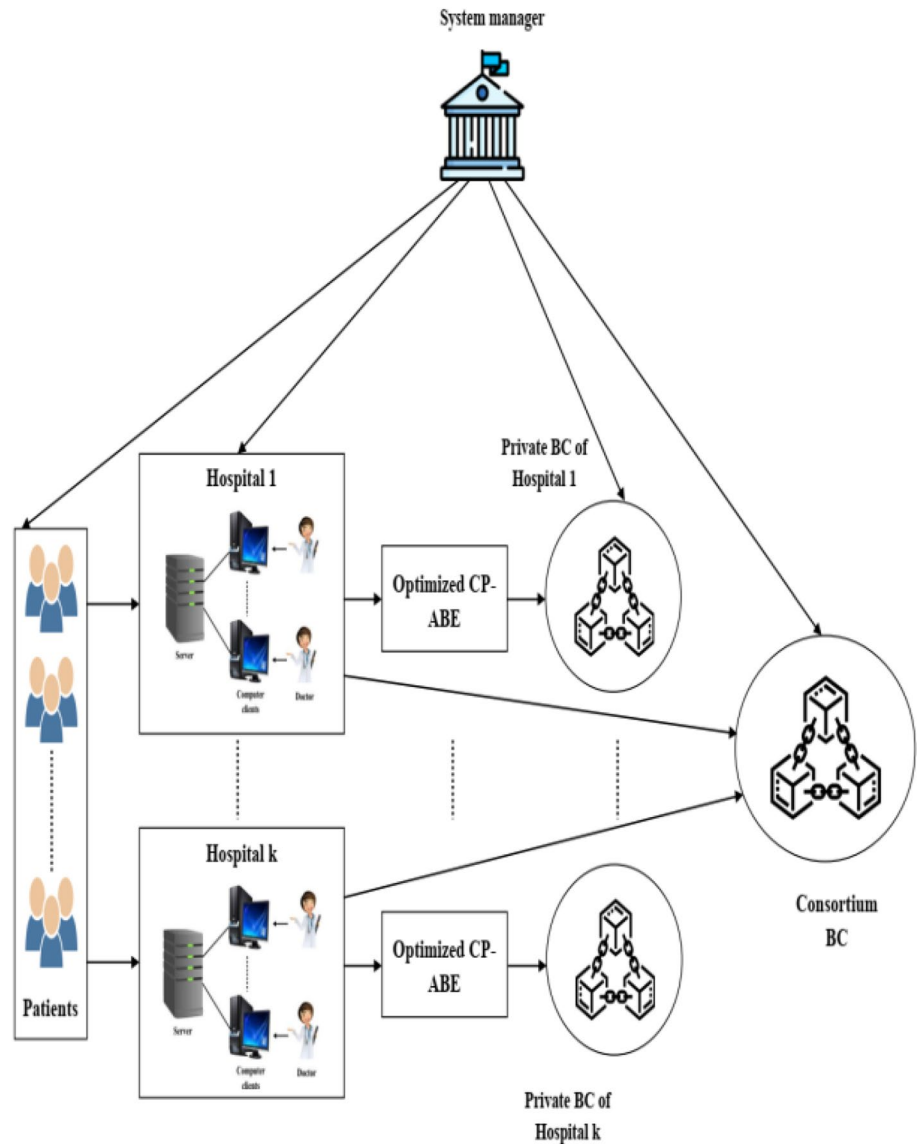 System manager
Private BC of
Hospital 1
Hospital 1
Server
Computer
clients
Doctor
Optimized CP-
ABE
Hospital k
Server
Computer
clients
Doctor
Optimized CP-
ABE
Patients
Consortium
BC
Private BC of
Hospital k